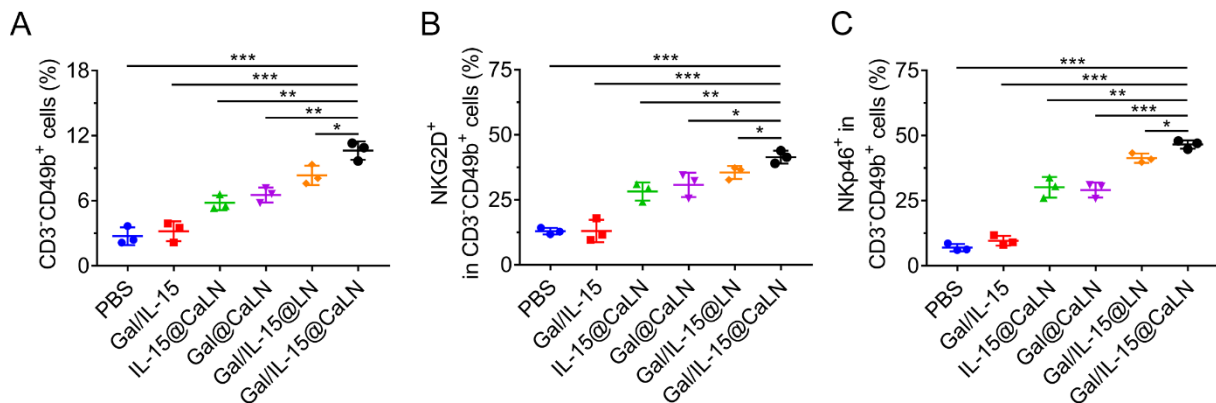 A
CD3⁻CD49b⁺ cells (%)
18
12
6
0
***
***
**
**
*
PBS
Gal//IL-15
IL-15@CaLN
Gal@CaLN
Gal//IL-15@LN
Gal//IL-15@CaLN
B
NKG2D⁺
in CD3⁻CD49b⁺ cells (%)
75
50
25
0
***
***
**
*
*
PBS
Gal//IL-15
IL-15@CaLN
Gal@CaLN
Gal//IL-15@LN
Gal//IL-15@CaLN
C
NKp46⁺ in
CD3⁻CD49b⁺ cells (%)
75
50
25
0
***
***
**
***
*
PBS
Gal//IL-15
IL-15@CaLN
Gal@CaLN
Gal//IL-15@LN
Gal//IL-15@CaLN